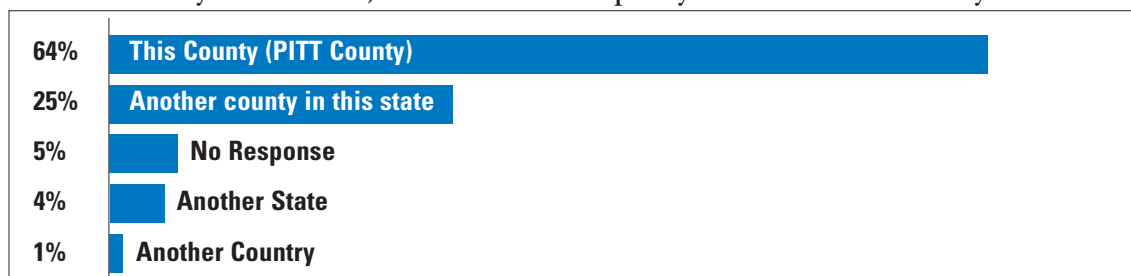 64% This County (PITT County)
25% Another county in this state
5% No Response
4% Another State
1% Another Country